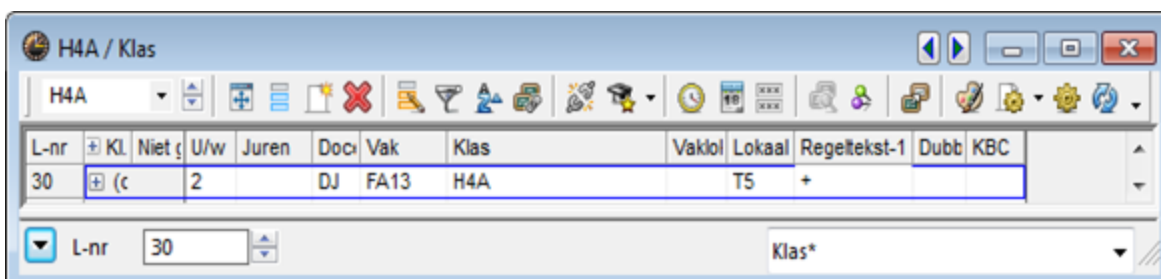 H4A / Klas
H4A
L-nr Kl. Niet g U/w Juren Doc Vak Klas Vaklol Lokaal Regeltekst-1 Dubb KBC
30 (c 2 DJ FA13 H4A T5 +
L-nr 30 Klas*